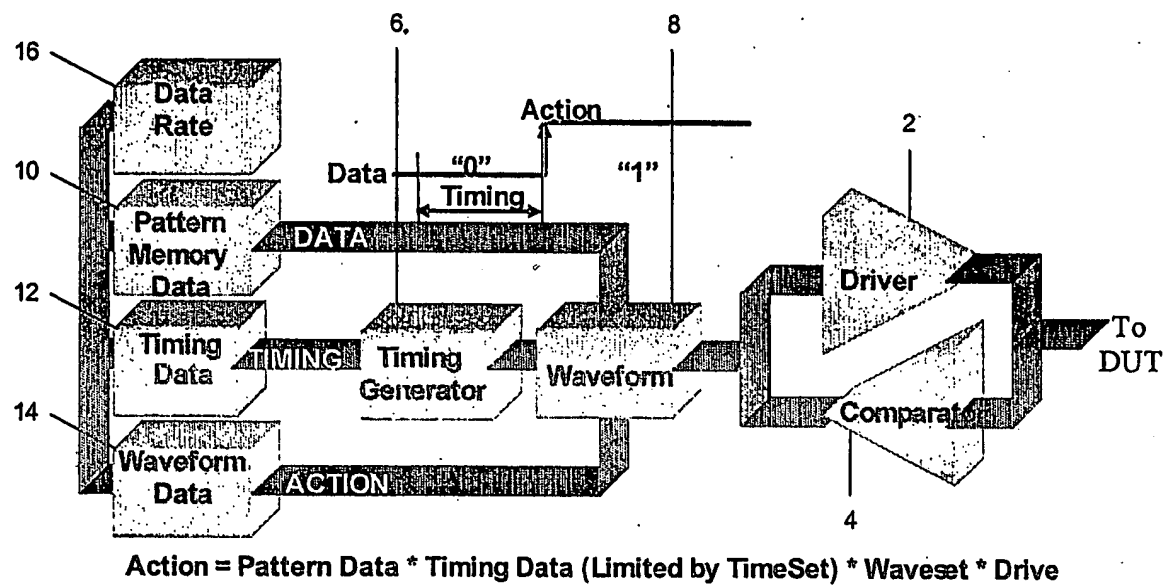 6.
8
16
Data
Rate
Action
2
Data
"0"
"1"
10
Timing
Pattern
Memory
Data
DATA
Driver
12
Timing
Data
TIMING
Timing
Generator
Waveform
To
DUT
14
Comparator
Waveform
Data
ACTION
4
Action = Pattern Data * Timing Data (Limited by TimeSet) * Waveset * Drive